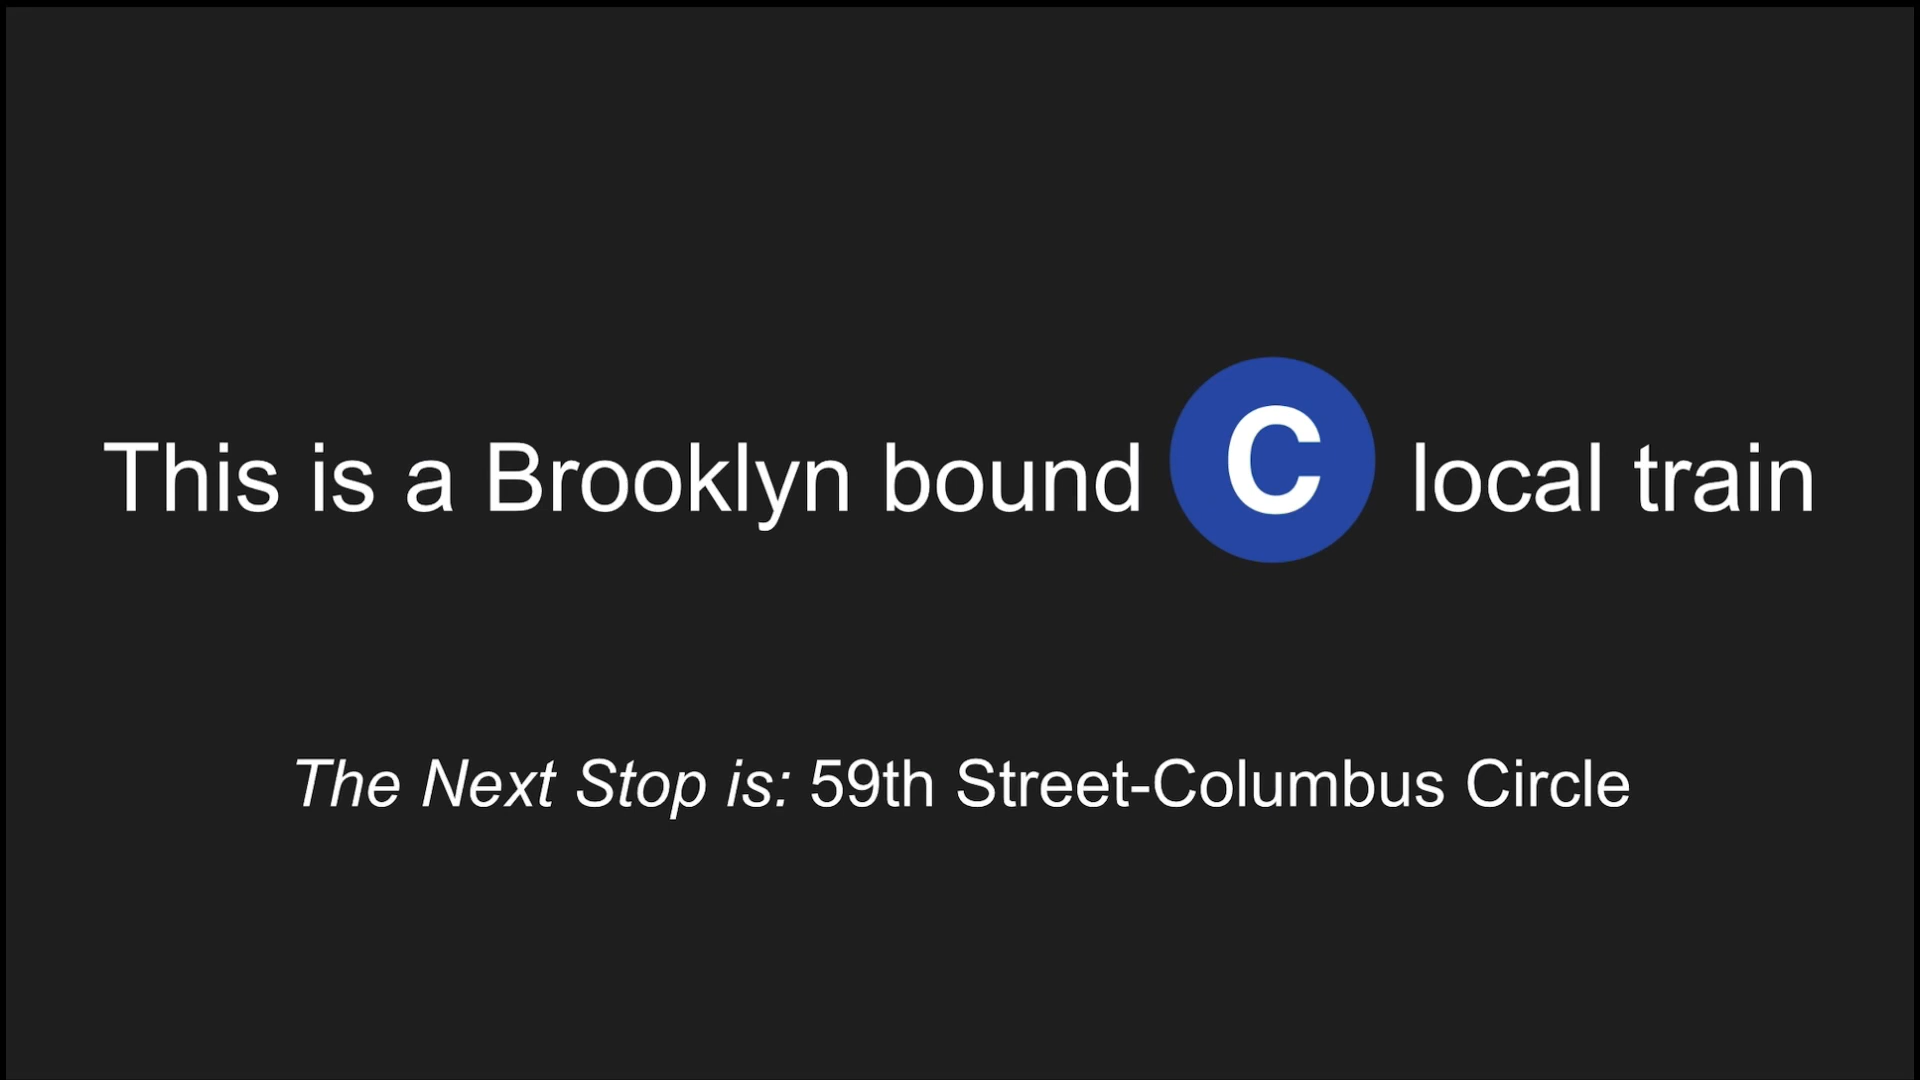 This is a Brooklyn bound C local train
The Next Stop is: 59th Street-Columbus Circle